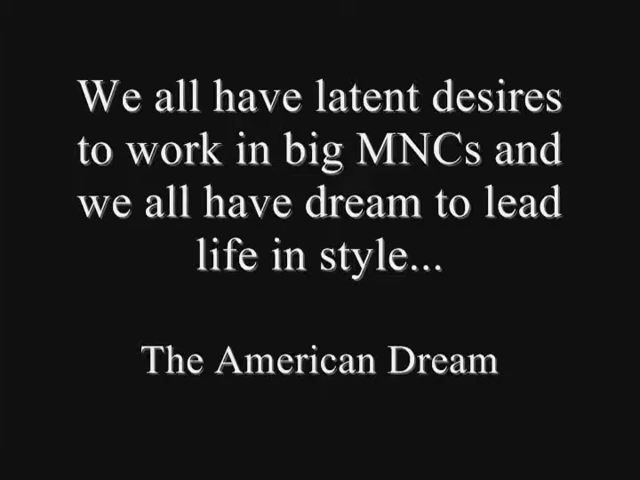 We all have latent desires
to work in big MNCs and
we all have dream to lead
life in style...
The American Dream